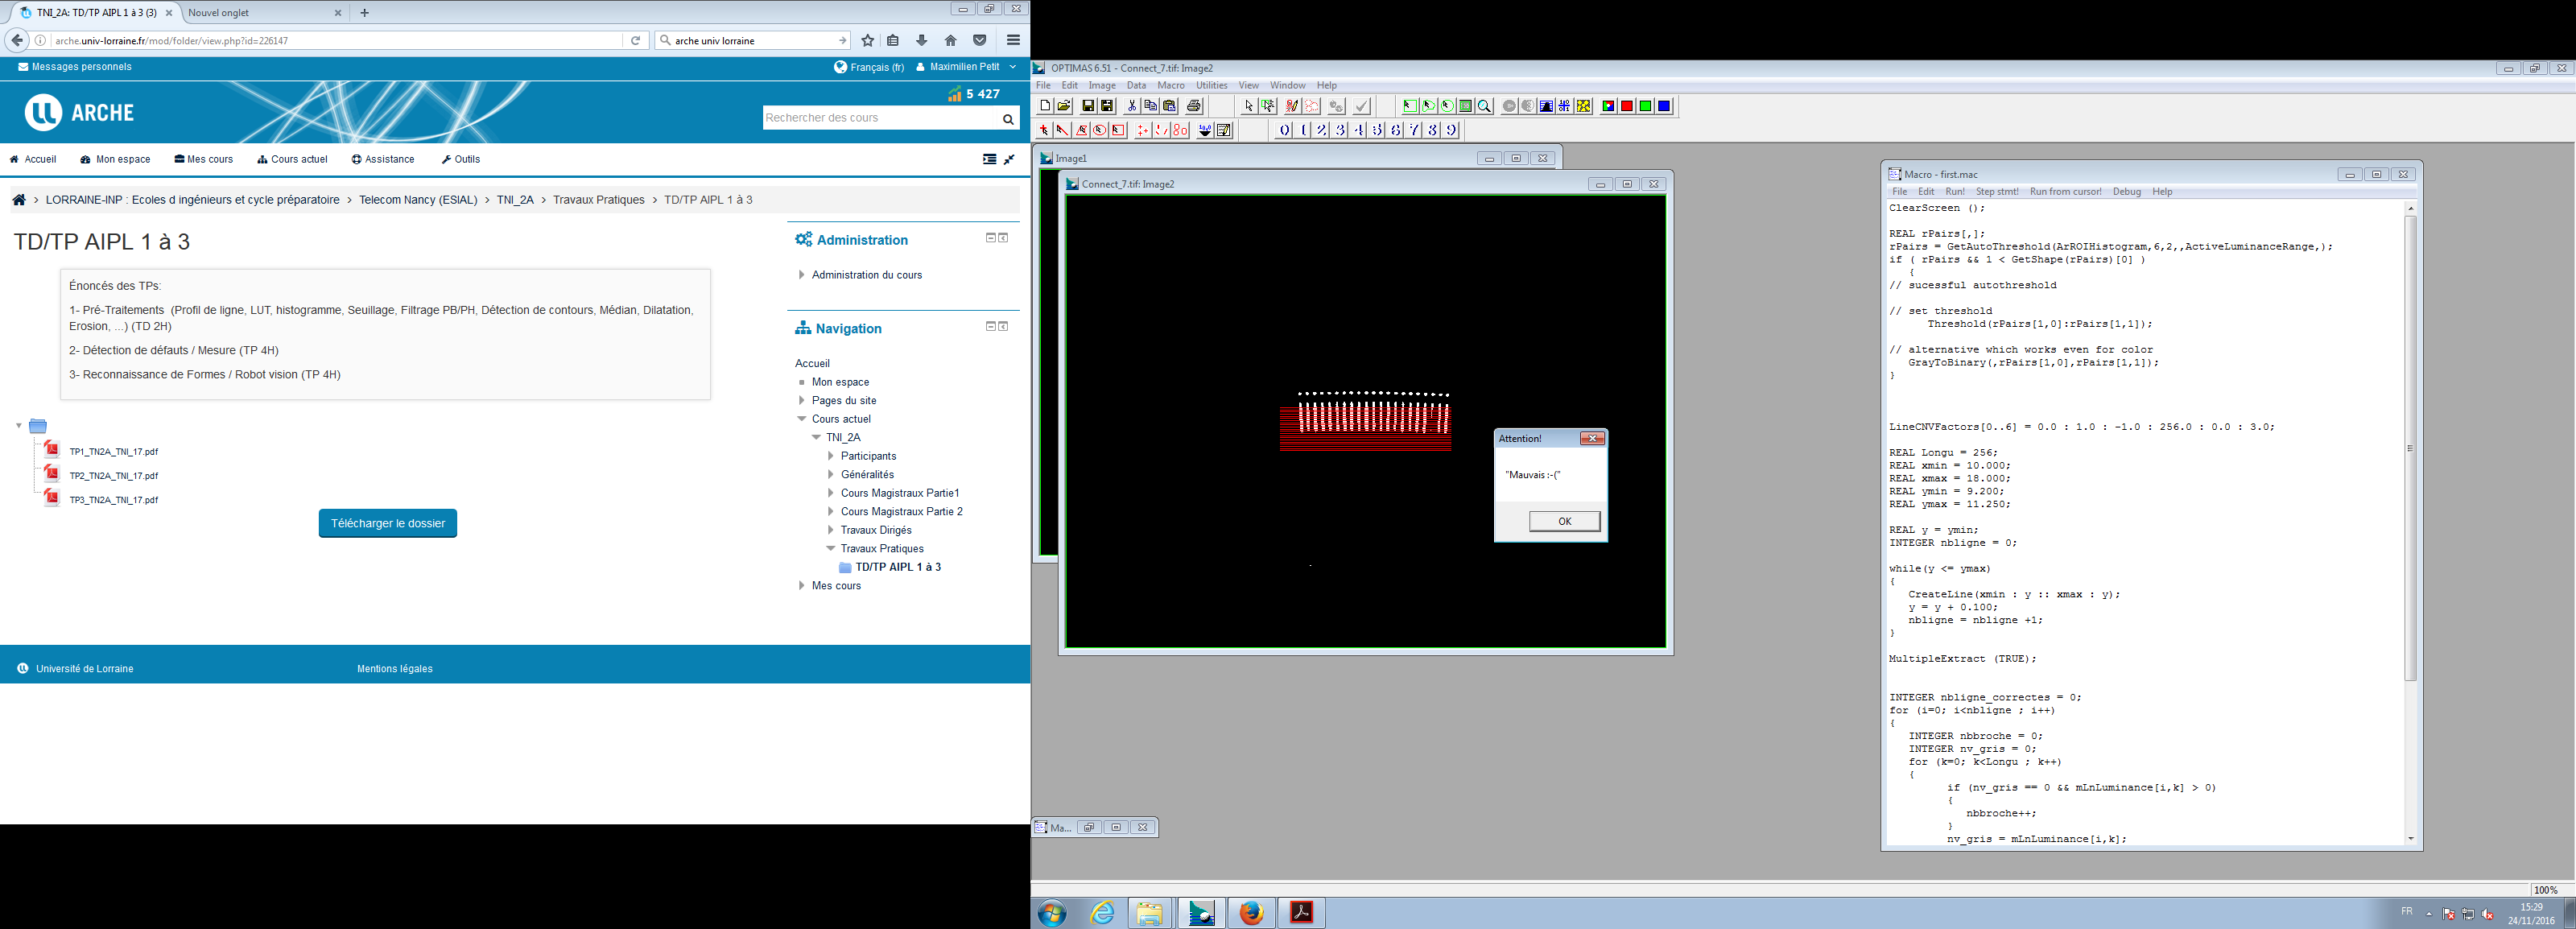 TNI_2A: TD/TP AIPL 1 à 3 (3)
Nouvel onglet
arche.univ-lorraine.fr/mod/folder/view.php?id=226147
arche univ lorraine
Messages personnels
Français (fr)
Maximilien Petit
ARCHE
5 427
Rechercher des cours
Accueil
Mon espace
Mes cours
Cours actuel
Assistance
Outils
LORRAINE-INP : Ecoles d ingénieurs et cycle préparatoire > Telecom Nancy (ESIAL) > TNI_2A > Travaux Pratiques > TD/TP AIPL 1 à 3
TD/TP AIPL 1 à 3
Énoncés des TPs:
1- Pré-Traitements (Profil de ligne, LUT, histogramme, Seuillage, Filtrage PB/PH, Détection de contours, Médian, Dilatation,
Erosion, ...) (TD 2H)
2- Détection de défauts / Mesure (TP 4H)
3- Reconnaissance de Formes / Robot vision (TP 4H)
TP1_TN2A_TNI_17.pdf
TP2_TN2A_TNI_17.pdf
TP3_TN2A_TNI_17.pdf
Télécharger le dossier
Administration
Administration du cours
Navigation
Accueil
Mon espace
Pages du site
Cours actuel
TNI_2A
Participants
Généralités
Cours Magistraux Partie1
Cours Magistraux Partie 2
Travaux Dirigés
Travaux Pratiques
TD/TP AIPL 1 à 3
Mes cours
Université de Lorraine
Mentions légales
OPTIMAS 6.51 - Connect_7.tif: Image2
File Edit Image Data Macro Utilities View Window Help
0 1 2 3 4 5 6 7 8 9
Image1
Connect_7.tif: Image2
Attention!
"Mauvais :-("
OK
Ma...
Macro - first.mac
File Edit Run! Step stmt! Run from cursor! Debug Help
ClearScreen ();
REAL rPairs[,];
rPairs = GetAutoThreshold(ArROIHistogram,6,2,,ActiveLuminanceRange,);
if ( rPairs && 1 < GetShape(rPairs)[0] )
{
// sucessful autothreshold
// set threshold
Threshold(rPairs[1,0]:rPairs[1,1]);
// alternative which works even for color
GrayToBinary(,rPairs[1,0],rPairs[1,1]);
}
LineCNVFactors[0..6] = 0.0 : 1.0 : -1.0 : 256.0 : 0.0 : 3.0;
REAL Longu = 256;
REAL xmin = 10.000;
REAL xmax = 18.000;
REAL ymin = 9.200;
REAL ymax = 11.250;
REAL y = ymin;
INTEGER nbligne = 0;
while(y <= ymax)
{
CreateLine(xmin : y :: xmax : y);
y = y + 0.100;
nbligne = nbligne +1;
}
MultipleExtract (TRUE);
INTEGER nbligne_correctes = 0;
for (i=0; i<nbligne ; i++)
{
INTEGER nbbroche = 0;
INTEGER nv_gris = 0;
for (k=0; k<Longu ; k++)
{
if (nv_gris == 0 && mLnLuminance[i,k] > 0)
{
nbbroche++;
}
nv_gris = mLnLuminance[i,k];
100%
FR
15:29
24/11/2016